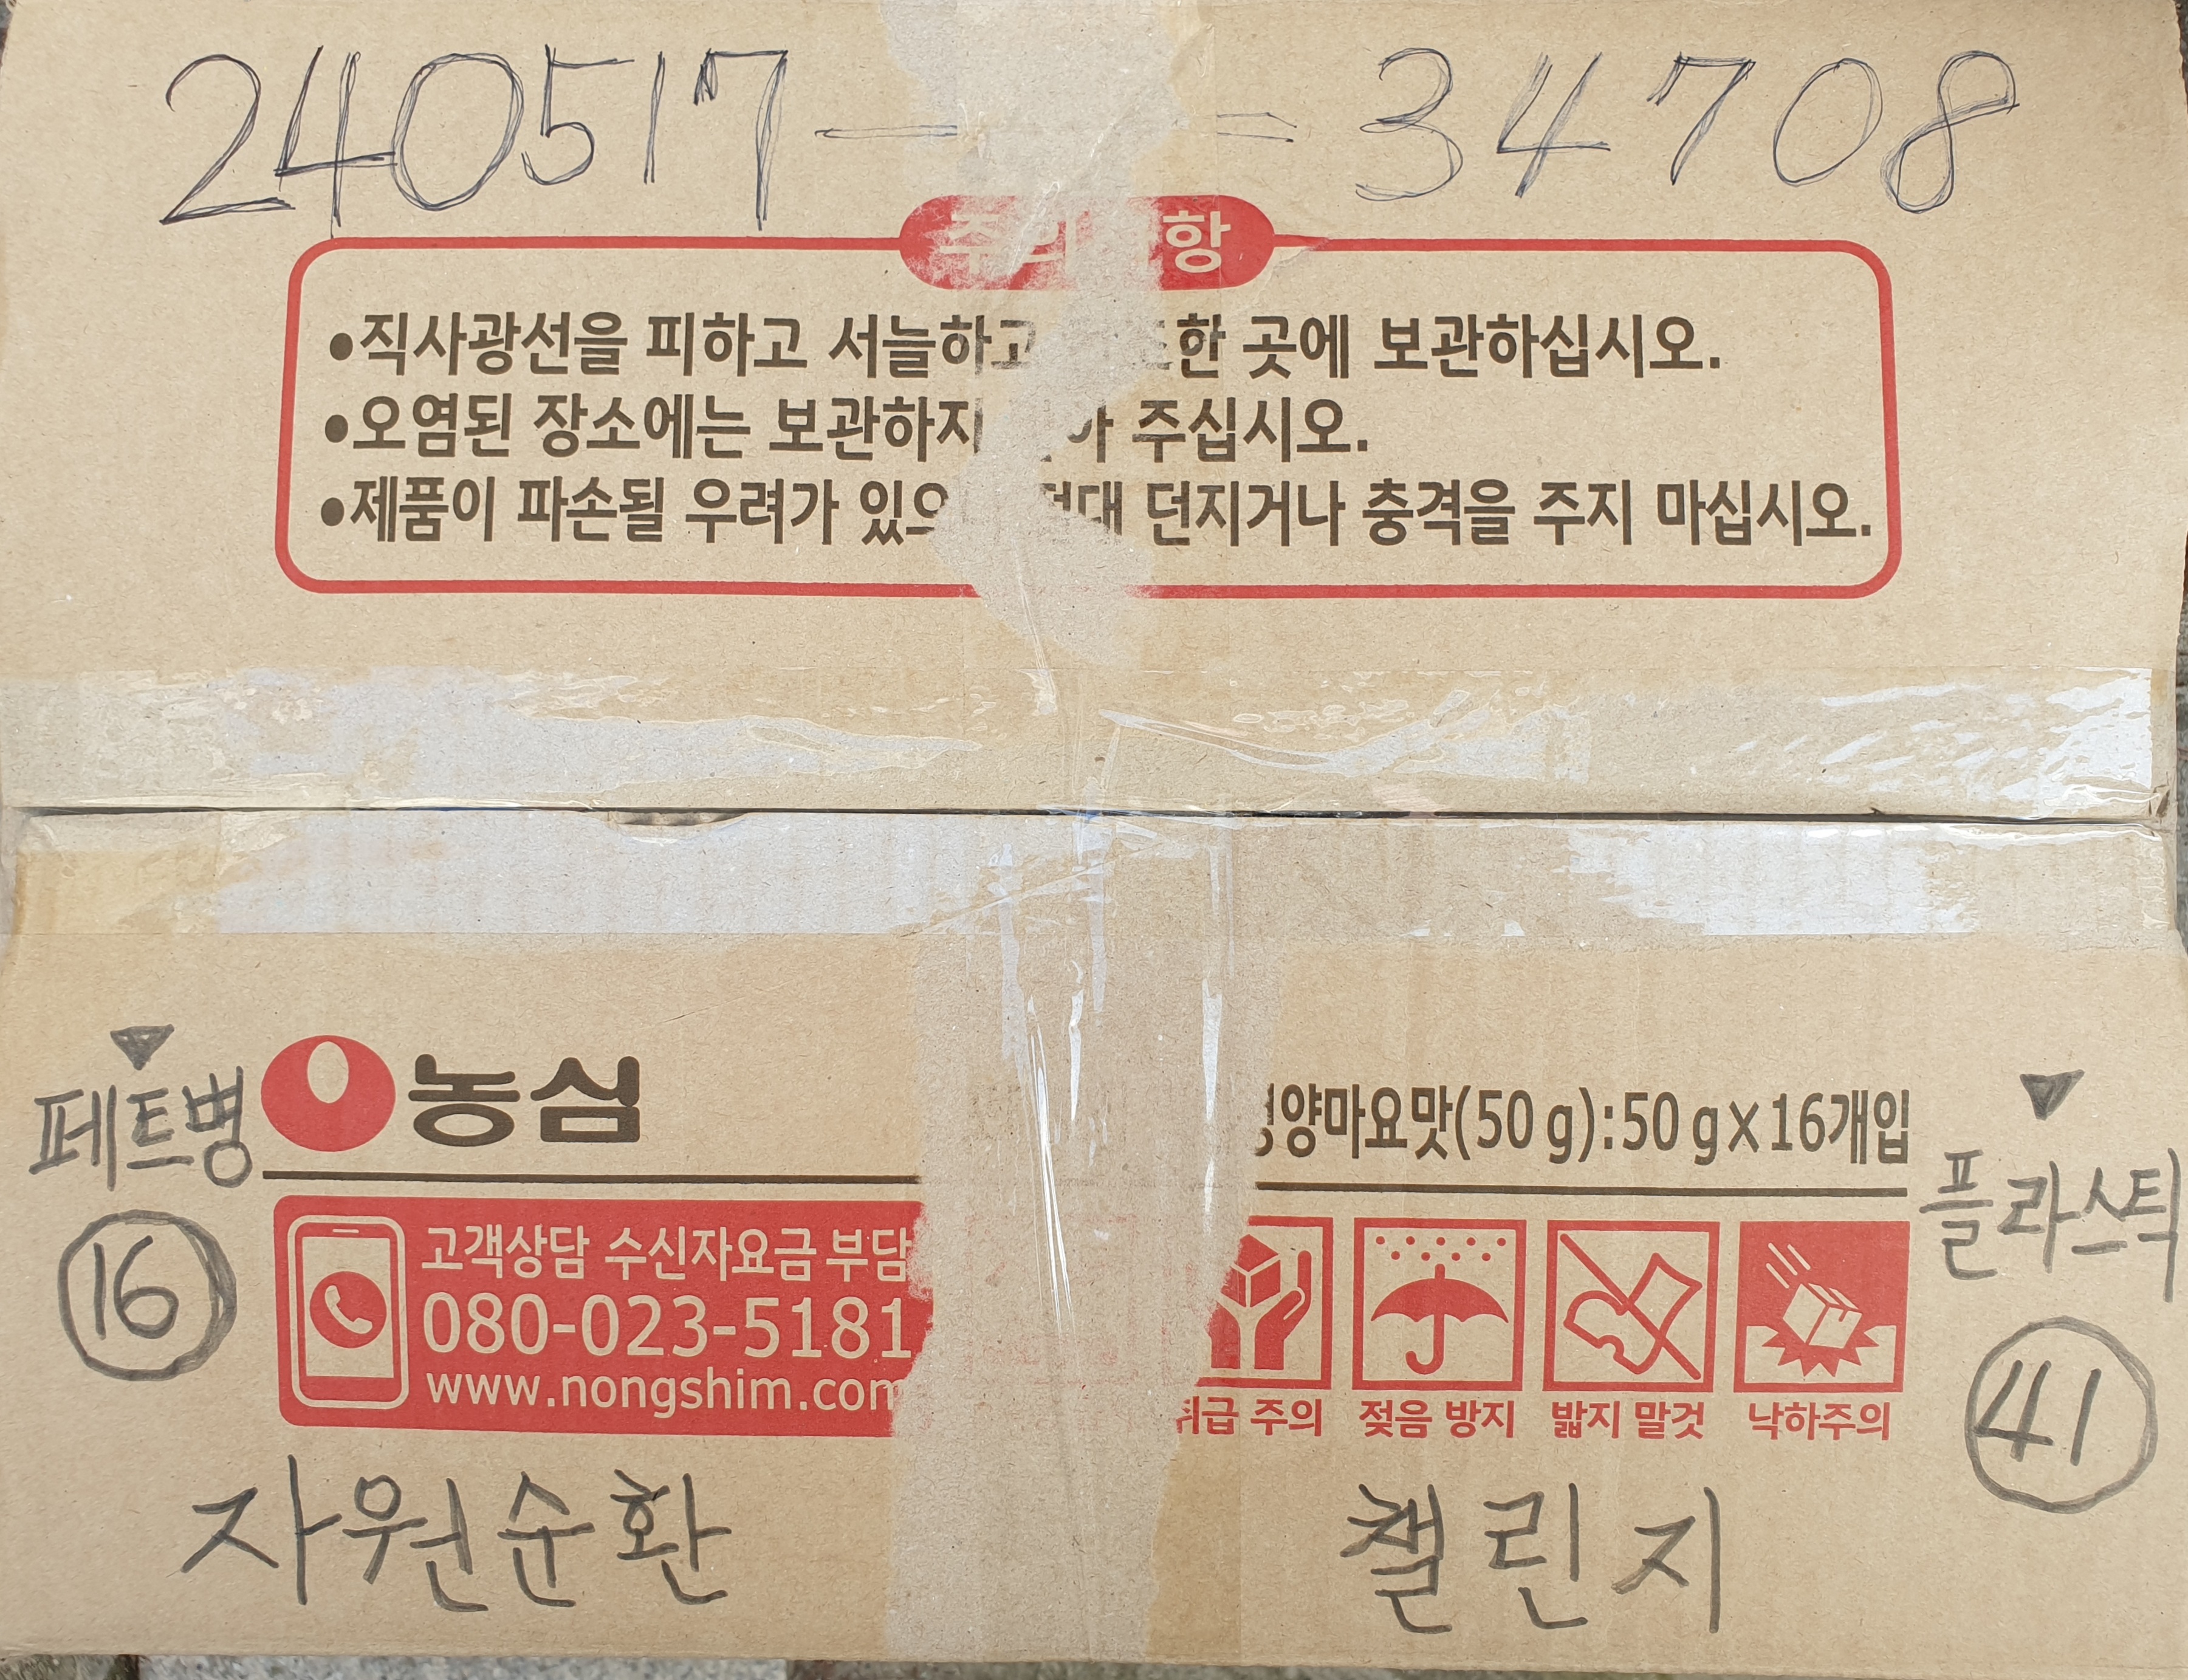 240517- = 34708
항
•직사광선을 피하고 서늘하고 곳에 보관하십시오.
•오염된 장소에는 보관하지 주십시오.
•제품이 파손될 우려가 던지거나 충격을 주지 마십시오.
농심
양마요맛(50 g):50 g×16개입
▼
페트병
16
▼
플라스틱
41
고객상담 수신자요금 부담
080-023-5181
www.nongshim.com
취급 주의 젖음 방지 밟지 말것 낙하주의
자원순환 챌린지